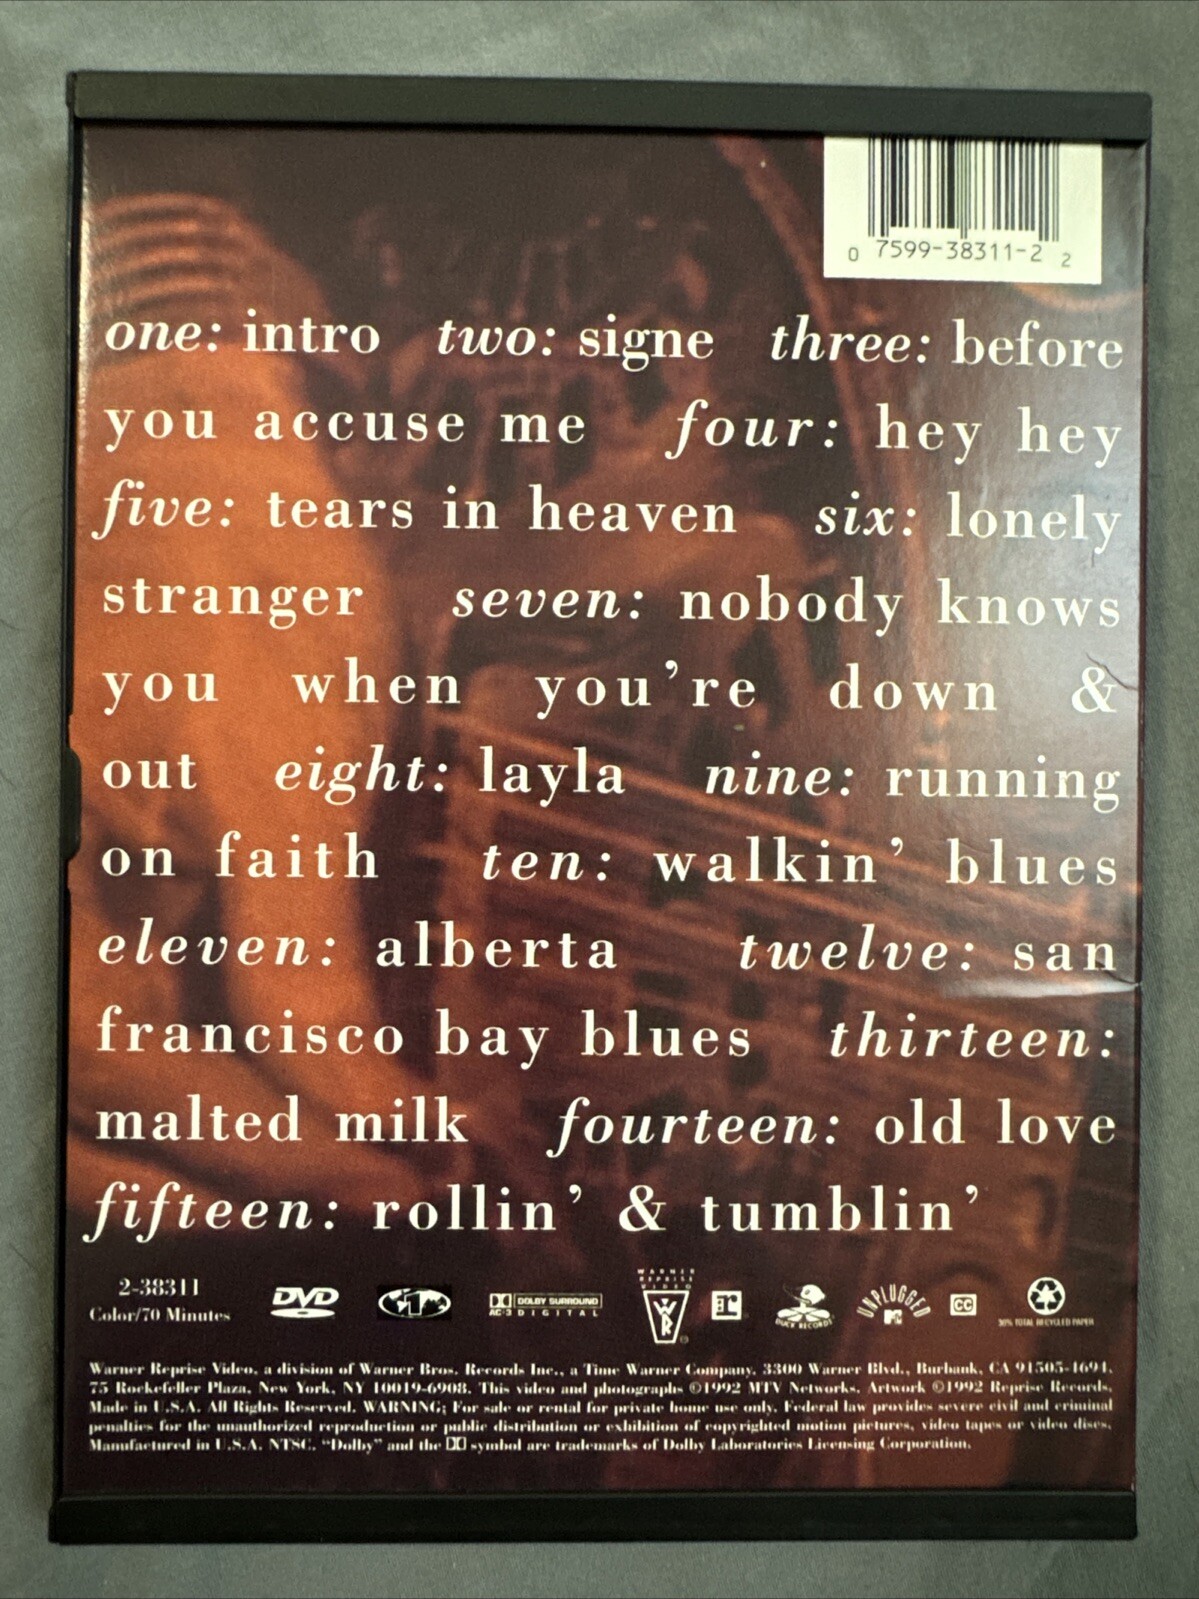 0 7599-38311-2 2
one: intro two: signe three: before
you accuse me four: hey hey
five: tears in heaven six: lonely
stranger seven: nobody knows
you when you're down &
out eight: layla nine: running
on faith ten: walkin' blues
eleven: alberta twelve: san
francisco bay blues thirteen:
malted milk fourteen: old love
fifteen: rollin' & tumblin'
2-38311
Color/70 Minutes
DVD
1
DOLBY SURROUND
AC-3 DIGITAL
WARNER
REPRISE
VIDEO
WRV
r
DUCK RECORDS
UNPLUGGED
MTV
CC
50% TOTAL RECYCLED PAPER
Warner Reprise Video, a division of Warner Bros. Records Inc., a Time Warner Company, 3300 Warner Blvd., Burbank, CA 91505-4694.
75 Rockefeller Plaza, New York, NY 10019-6908. This video and photographs ©1992 MTV Networks. Artwork ©1992 Reprise Records.
Made in U.S.A. All Rights Reserved. WARNING; For sale or rental for private home use only. Federal law provides severe civil and criminal
penalties for the unauthorized reproduction or public distribution or exhibition of copyrighted motion pictures, video tapes or video discs.
Manufactured in U.S.A. NTSC. "Dolby" and the symbol are trademarks of Dolby Laboratories Licensing Corporation.